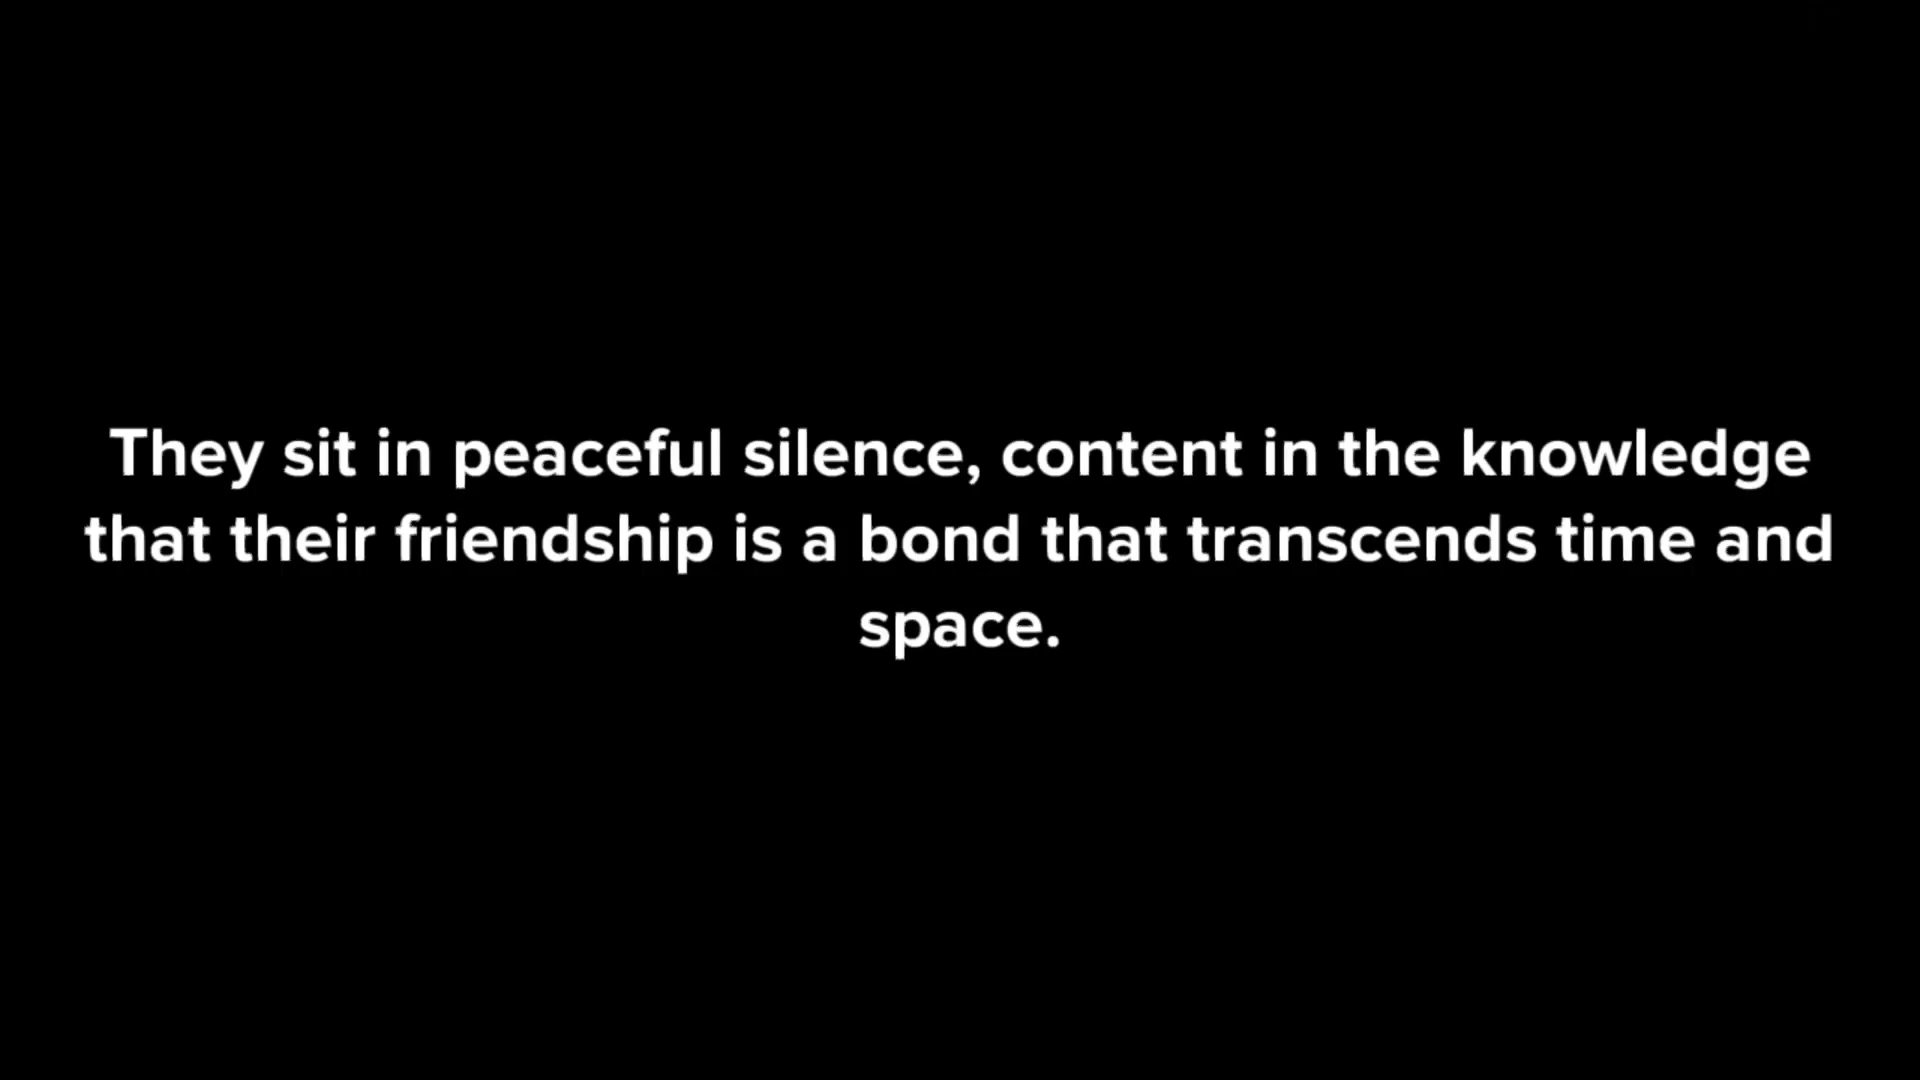 They sit in peaceful silence, content in the knowledge
that their friendship is a bond that transcends time and
space.